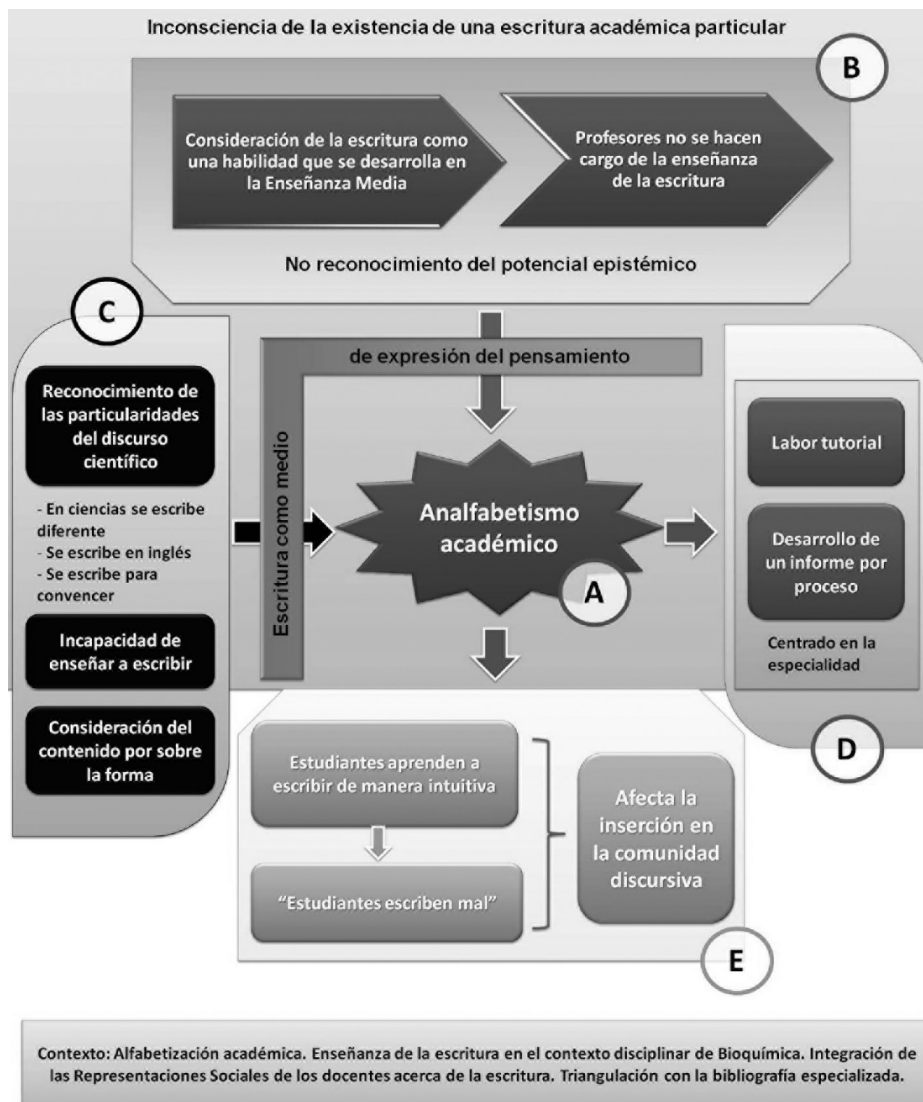 Inconsciencia de la existencia de una escritura académica particular
B
Consideración de la escritura como
una habilidad que se desarrolla en
la Enseñanza Media
Profesores no se hacen
cargo de la enseñanza
de la escritura
No reconocimiento del potencial epistémico
C
Reconocimiento de
las particularidades
del discurso
científico
- En ciencias se escribe
diferente
- Se escribe en inglés
- Se escribe para
convencer
Incapacidad de
enseñar a escribir
Consideración del
contenido por sobre
la forma
Escritura como medio
de expresión del pensamiento
Analfabetismo
académico
A
Labor tutorial
Desarrollo de
un informe por
proceso
Centrado en la
especialidad
D
Estudiantes aprenden a
escribir de manera intuitiva
“Estudiantes escriben mal”
Afecta la
inserción en
la comunidad
discursiva
E
Contexto: Alfabetización académica. Enseñanza de la escritura en el contexto disciplinar de Bioquímica. Integración de
las Representaciones Sociales de los docentes acerca de la escritura. Triangulación con la bibliografía especializada.